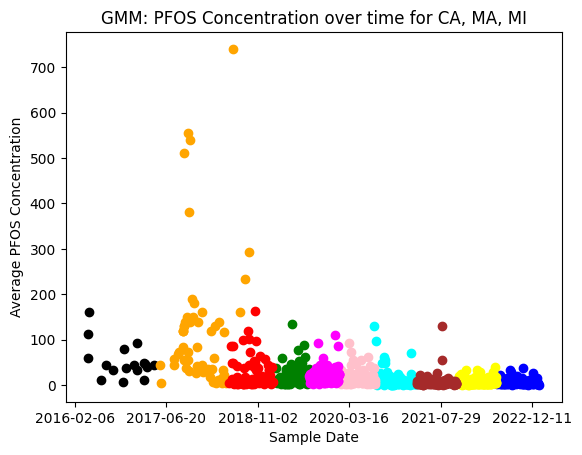 GMM: PFOS Concentration over time for CA, MA, MI
Average PFOS Concentration
700
600
500
400
300
200
100
0
2016-02-06 2017-06-20 2018-11-02 2020-03-16 2021-07-29 2022-12-11
Sample Date